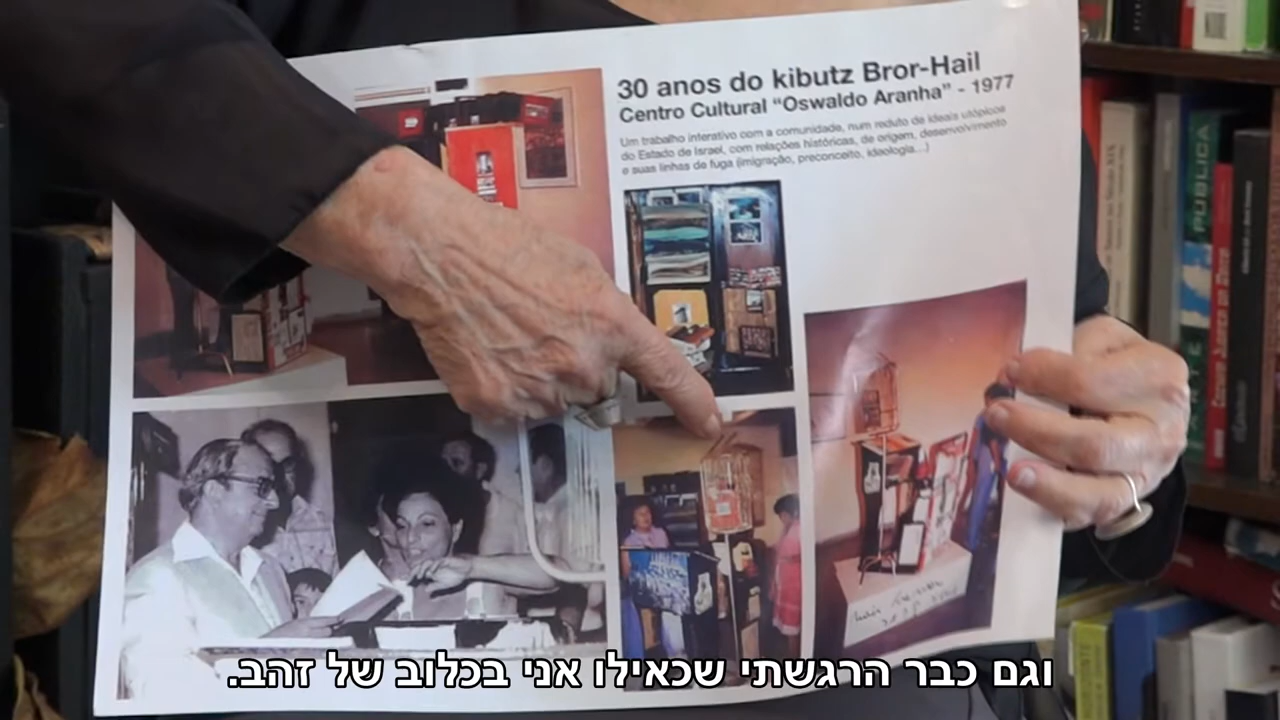 30 anos do kibutz Bror-Hail
Centro Cultural “Oswaldo Aranha” - 1977
Um trabalho interativo com a comunidade, num reduto de ideais utópicos
do Estado de Israel, com relações históricas, de origem, desenvolvimento
e suas linhas de fuga (imigração, preconceito, ideologia...)
ARTE PÚBLICA
וגם כבר הרגשתי שכאילו אני בכלוב של זהב.